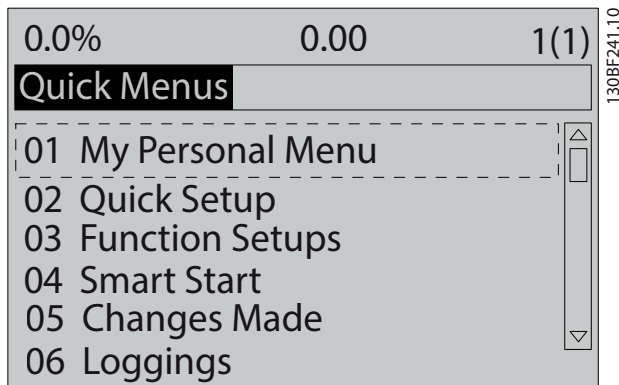 0.0% 0.00 1(1)
Quick Menus
01 My Personal Menu
02 Quick Setup
03 Function Setups
04 Smart Start
05 Changes Made
06 Loggings
130BF241.10